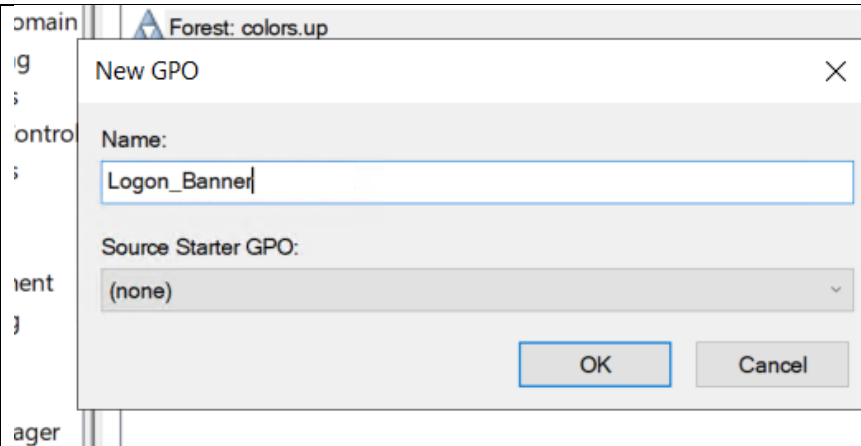 Forest: colors.up
New GPO
Name:
Logon_Banner
Source Starter GPO:
(none)
OK
Cancel